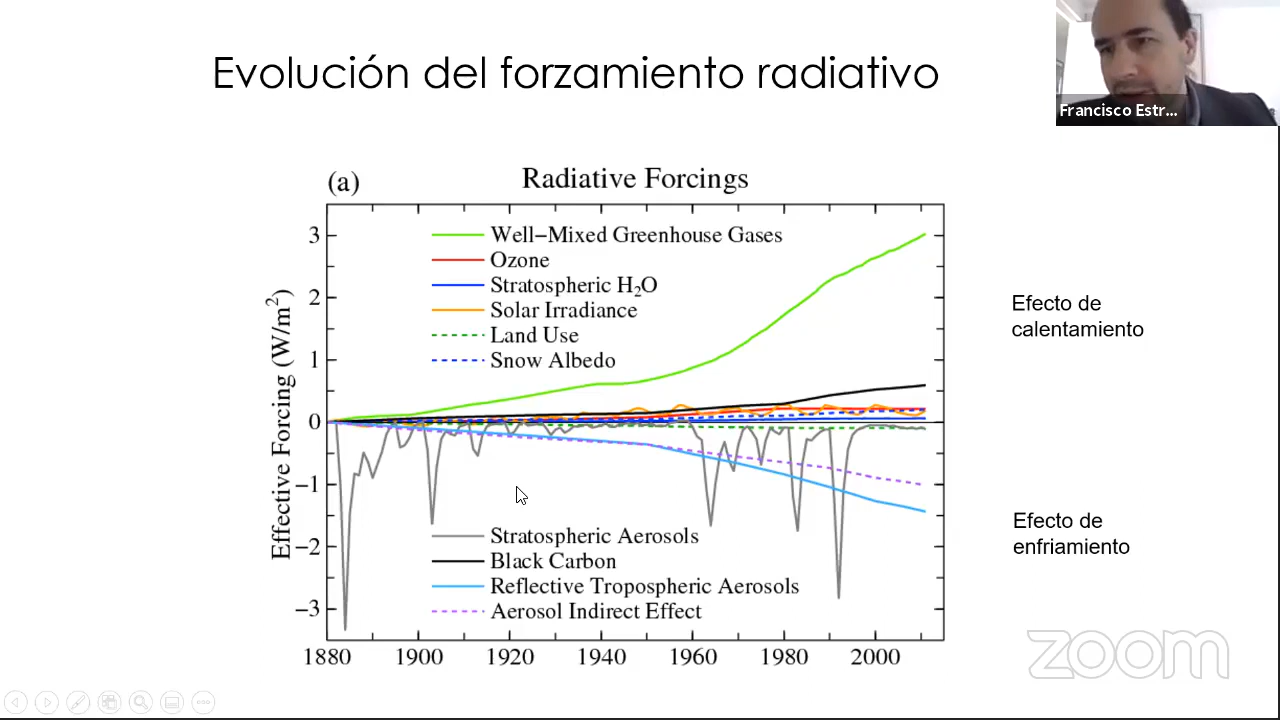 Evolución del forzamiento radiativo
Francisco Estr...
(a)
Radiative Forcings
Effective Forcing (W/m²)
3
2
1
0
−1
−2
−3
Well−Mixed Greenhouse Gases
Ozone
Stratospheric H₂O
Solar Irradiance
Land Use
Snow Albedo
Stratospheric Aerosols
Black Carbon
Reflective Tropospheric Aerosols
Aerosol Indirect Effect
1880 1900 1920 1940 1960 1980 2000
Efecto de
calentamiento
Efecto de
enfriamiento
zoom